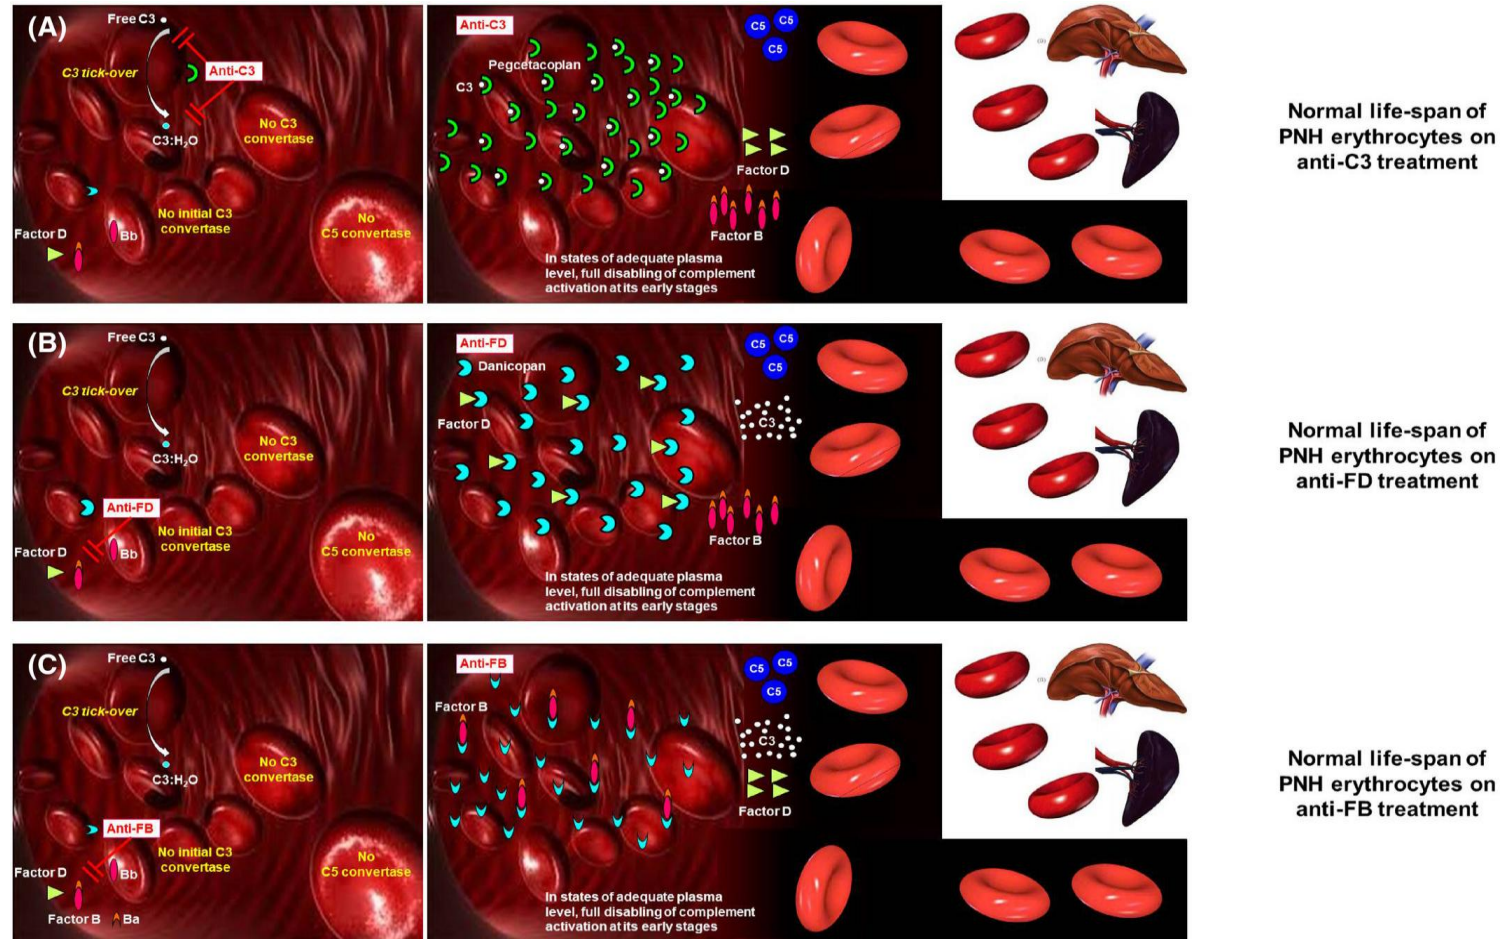 (A)
Free C3
C3 tick-over
Anti-C3
C3:H₂O
No C3
convertase
No initial C3
convertase
Factor D
Bb
No
C5 convertase
Anti-C3
Pegcetacoplan
C3
C5
C5
C5
Factor D
Factor B
In states of adequate plasma
level, full disabling of complement
activation at its early stages
Normal life-span of
PNH erythrocytes on
anti-C3 treatment
(B)
Free C3
C3 tick-over
C3:H₂O
No C3
convertase
Anti-FD
No initial C3
convertase
Factor D
Bb
No
C5 convertase
Anti-FD
Danicopan
Factor D
C5
C5
C5
C3
Factor B
In states of adequate plasma
level, full disabling of complement
activation at its early stages
Normal life-span of
PNH erythrocytes on
anti-FD treatment
(C)
Free C3
C3 tick-over
C3:H₂O
No C3
convertase
Anti-FB
No initial C3
convertase
Factor D
Bb
Factor B
Ba
No
C5 convertase
Anti-FB
Factor B
C5
C5
C5
C3
Factor D
In states of adequate plasma
level, full disabling of complement
activation at its early stages
Normal life-span of
PNH erythrocytes on
anti-FB treatment